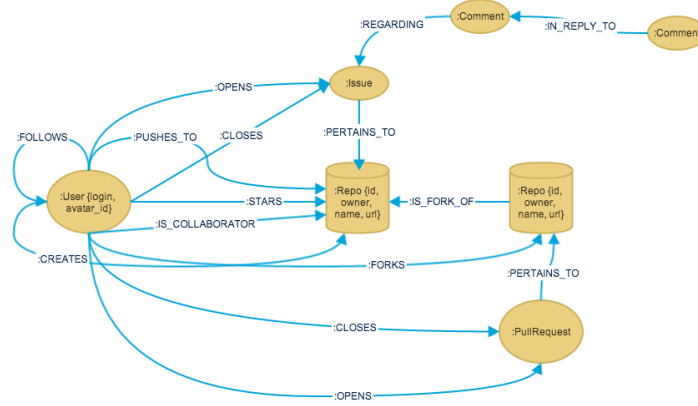 :Comment
:REGARDING
:IN_REPLY_TO
:Commen
:Issue
:OPENS
:FOLLOWS
:PUSHES_TO
:CLOSES
:PERTAINS_TO
:User {login,
avatar_id}
:STARS
:Repo {id,
owner,
name, url}
:IS_FORK_OF
:Repo {id,
owner,
name, url}
:IS_COLLABORATOR
:CREATES
:FORKS
:PERTAINS_TO
:CLOSES
:PullRequest
:OPENS